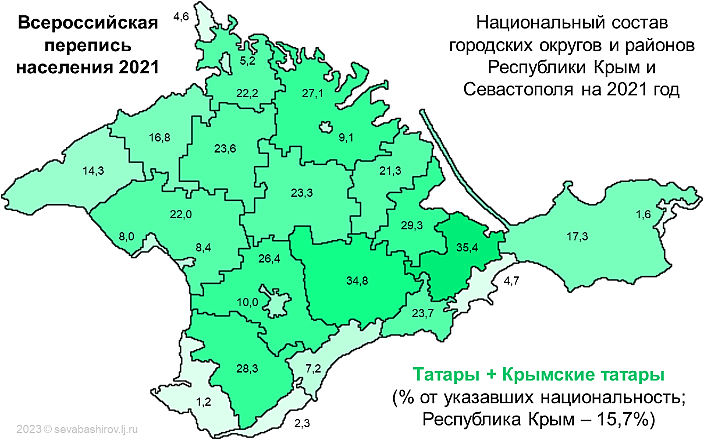 Всероссийская
перепись
населения 2021
Национальный состав
городских округов и районов
Республики Крым и
Севастополя на 2021 год
4,6
5,2
22,2
27,1
9,1
16,8
23,6
14,3
21,3
23,3
22,0
8,0
8,4
29,3
35,4
17,3
1,6
26,4
34,8
4,7
10,0
23,7
28,3
7,2
1,2
2,3
Татары + Крымские татары
(% от указавших национальность;
Республика Крым – 15,7%)
2023 © sevabashirov.lj.ru